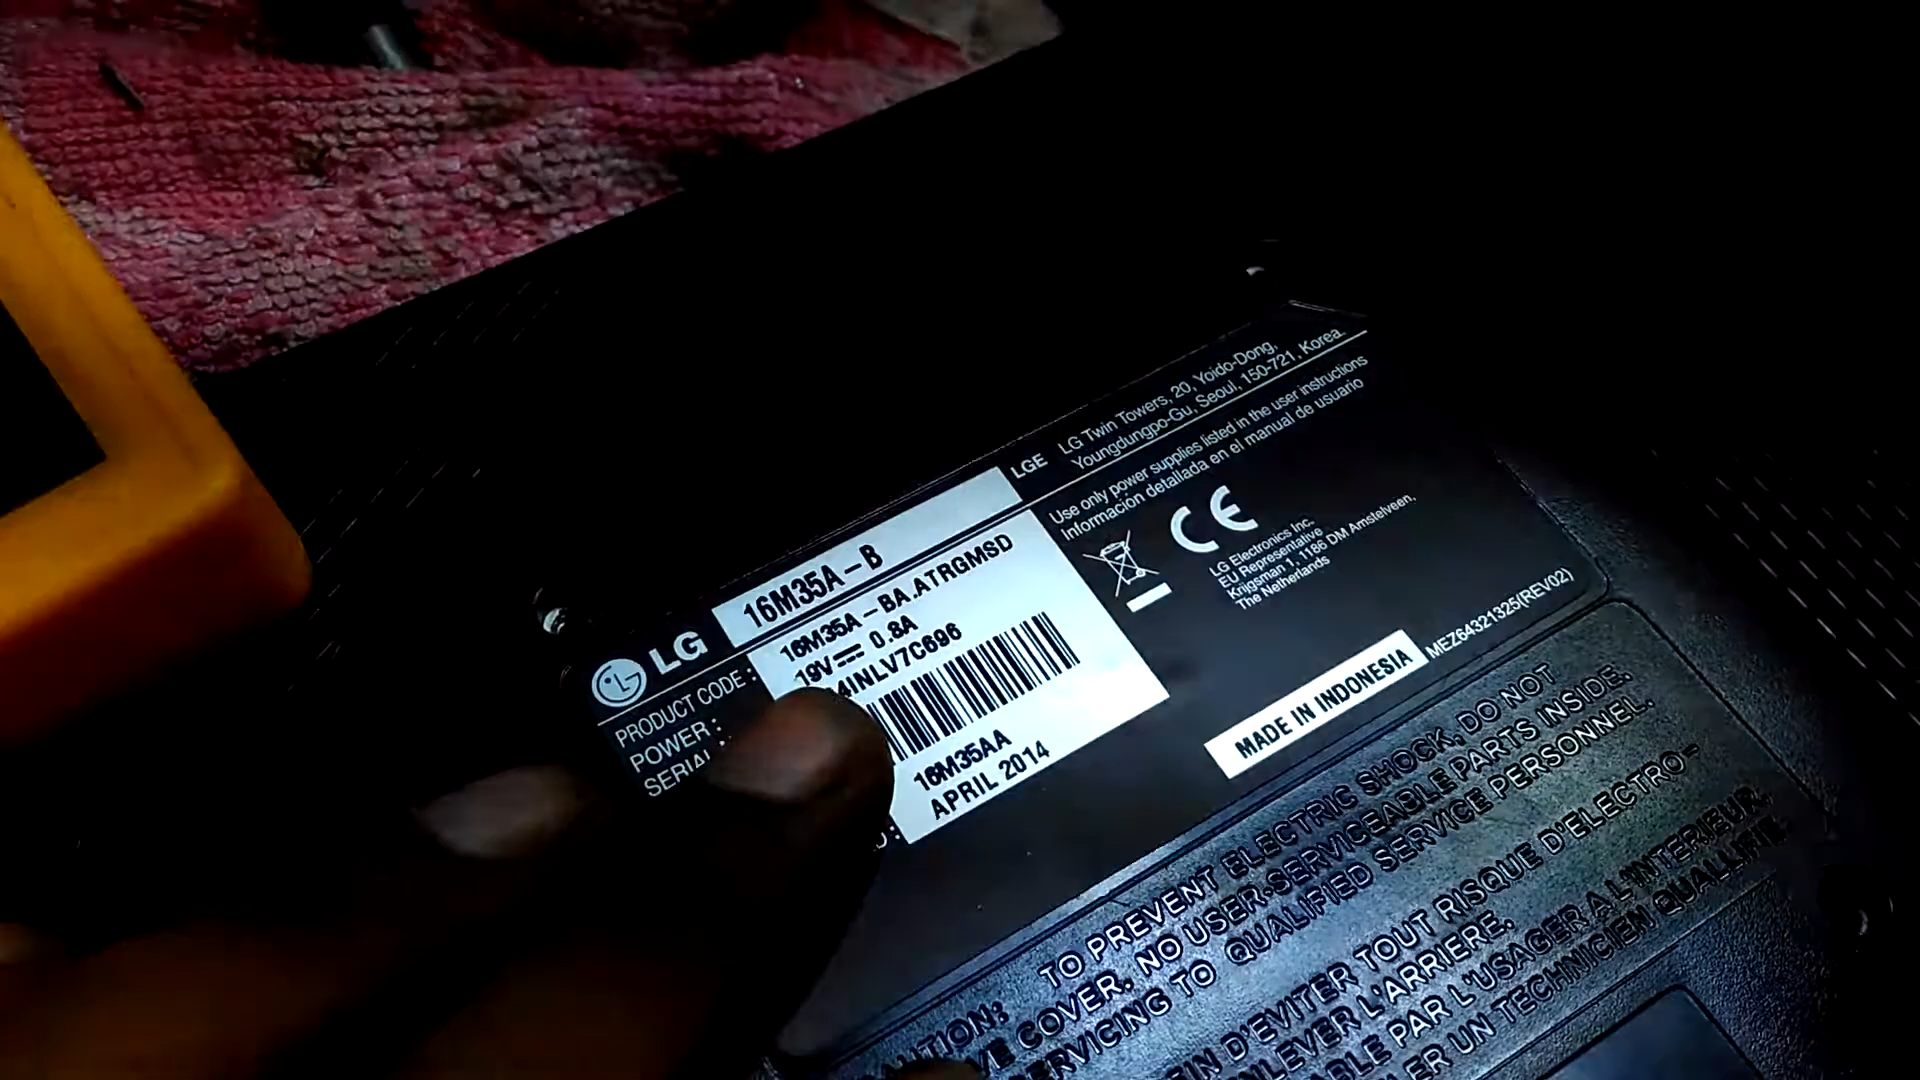 LG 16M35A-B LGE LG Twin Towers, 20, Yoido-Dong,
Youngdungpo-Gu, Seoul, 150-721, Korea.
PRODUCT CODE: 16M35A-BA.ATRGMSD
POWER: 19V 0.8A
4INLV7C696
16M35AA
APRIL 2014
Use only power supplies listed in the user instructions
Información detallada en el manual de usuario
CE
LG Electronics Inc.
EU Representative
Krijgsman 1, 1186 DM Amstelveen,
The Netherlands
MADE IN INDONESIA
MEZ64321325(REV02)
TO PREVENT ELECTRIC SHOCK, DO NOT
COVER. NO USER-SERVICEABLE PARTS INSIDE.
TO QUALIFIED SERVICE PERSONNEL.
D'EVITER TOUT RISQUE D'ELECTRO-
L'ARRIERE.
PAR L'USAGER A L'INTERIEUR.
UN TECHNICIEN QUALIFIE.